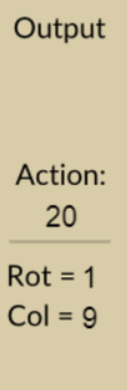 Output
Action:
20
Rot = 1
Col = 9